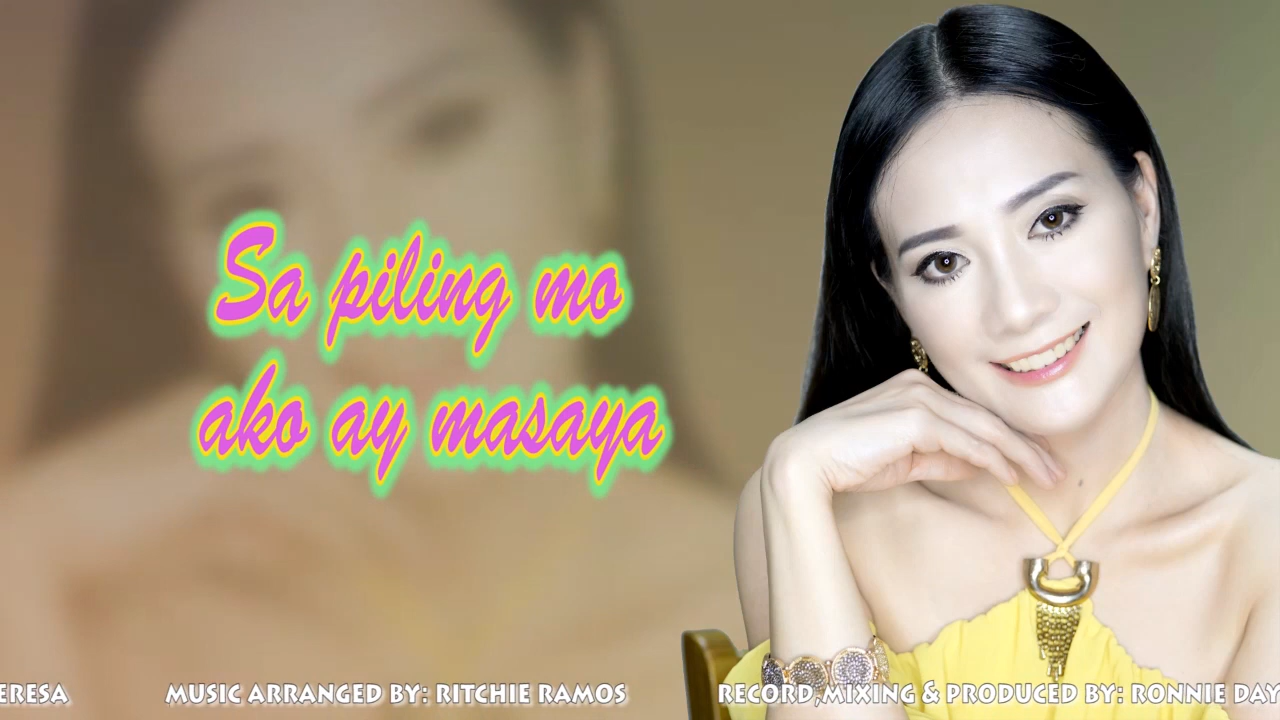 Sa piling mo
ako ay masaya
ERESA MUSIC ARRANGED BY: RITCHIE RAMOS RECORD,MIXING & PRODUCED BY: RONNIE DAY